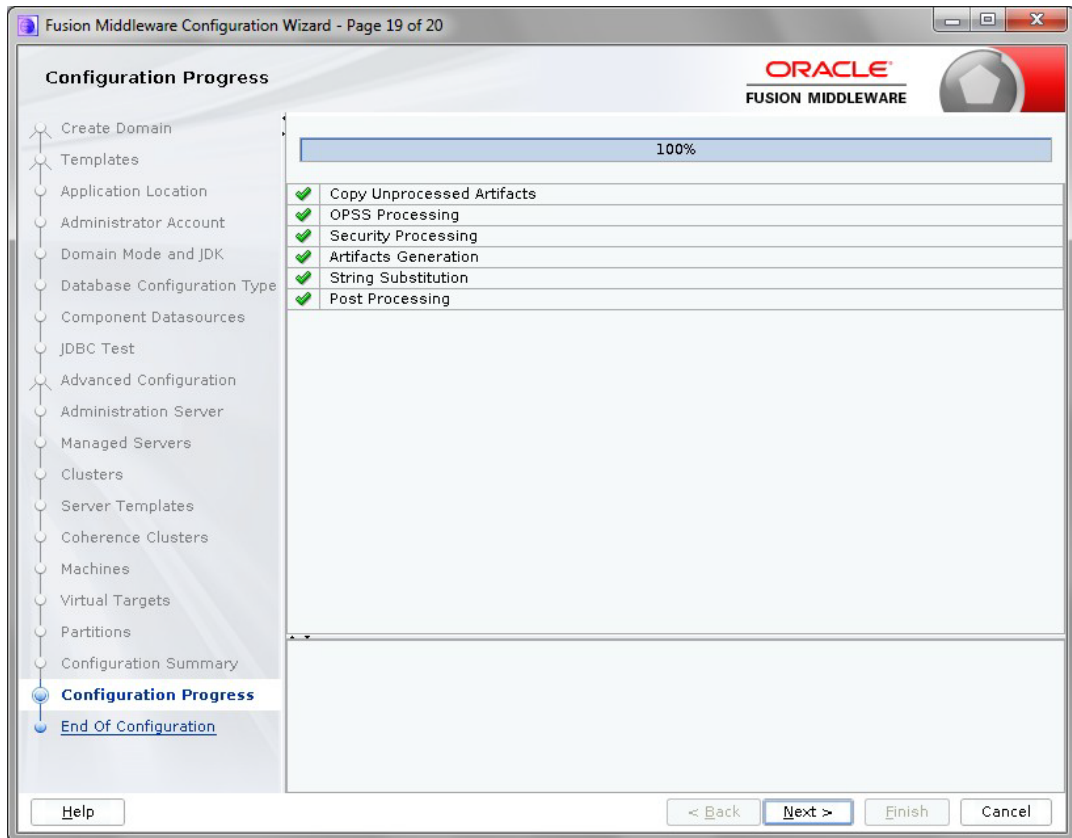 Fusion Middleware Configuration Wizard - Page 19 of 20
Configuration Progress
ORACLE
FUSION MIDDLEWARE
Create Domain
Templates
Application Location
Administrator Account
Domain Mode and JDK
Database Configuration Type
Component Datasources
JDBC Test
Advanced Configuration
Administration Server
Managed Servers
Clusters
Server Templates
Coherence Clusters
Machines
Virtual Targets
Partitions
Configuration Summary
Configuration Progress
End Of Configuration
100%
Copy Unprocessed Artifacts
OPSS Processing
Security Processing
Artifacts Generation
String Substitution
Post Processing
Help
< Back
Next >
Finish
Cancel